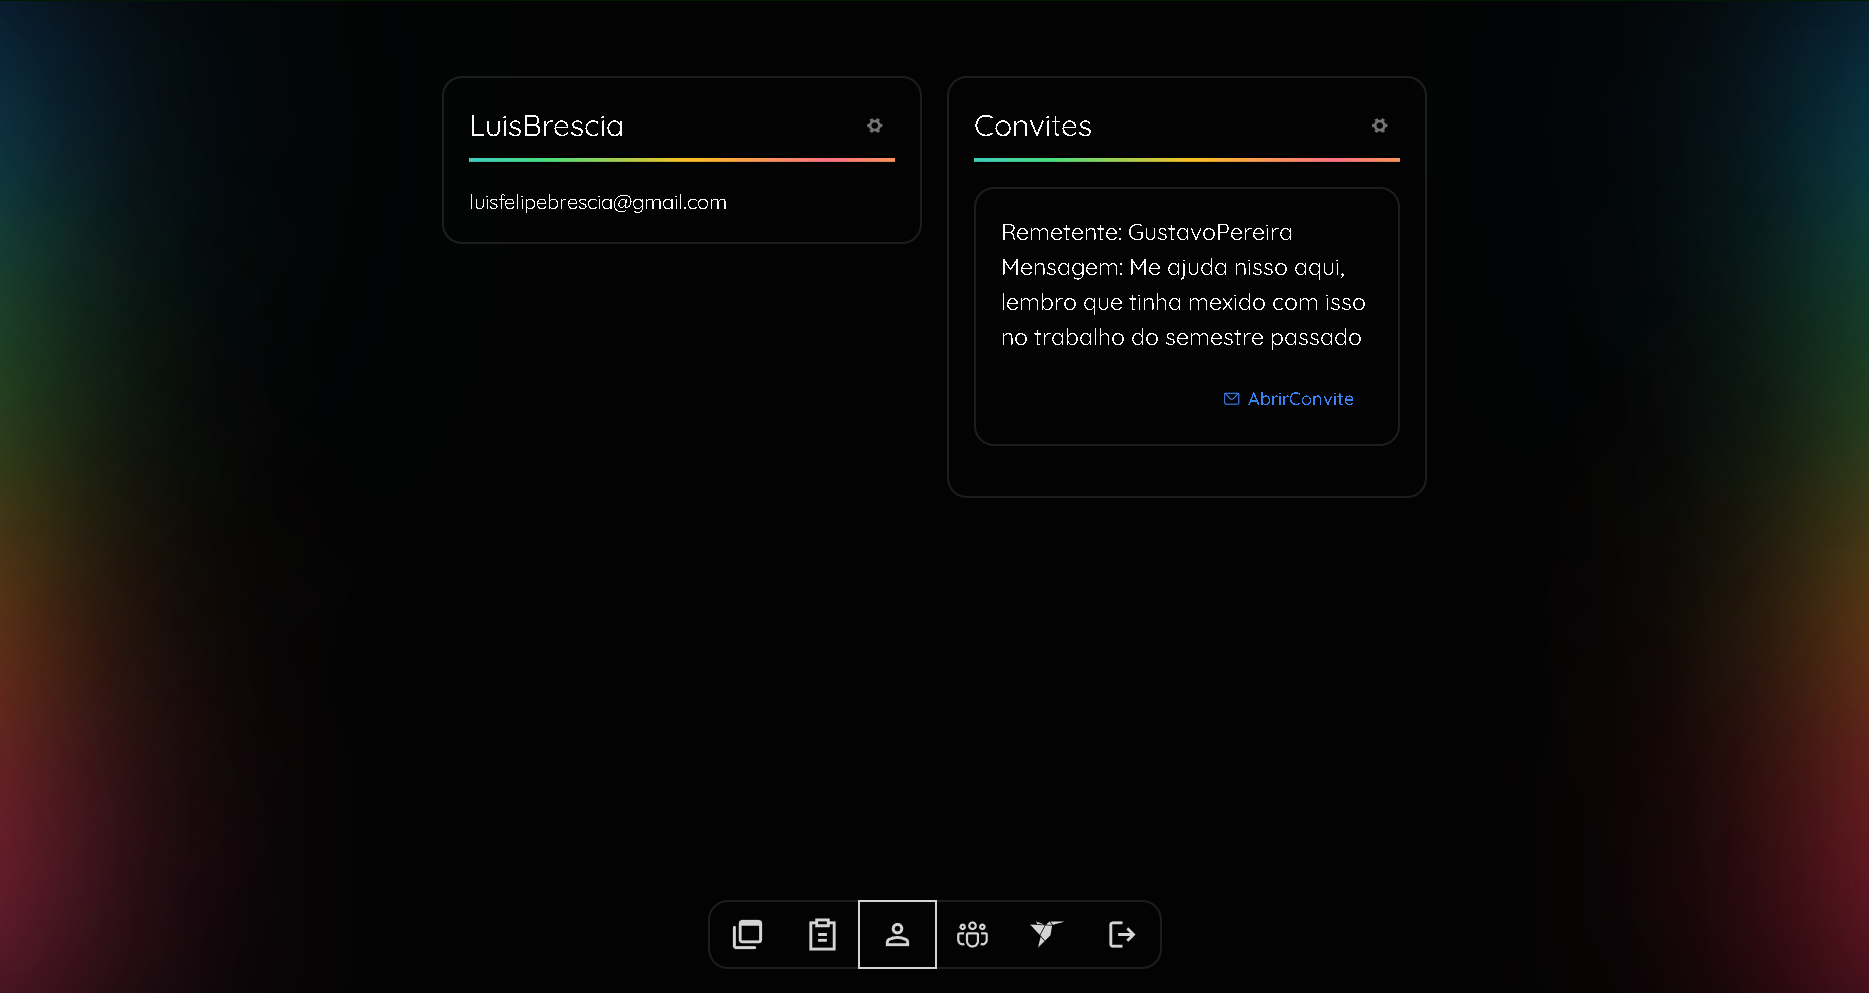 LuisBrescia
luisfelipebrescia@gmail.com
Convites
Remetente: GustavoPereira
Mensagem: Me ajuda nisso aqui,
lembro que tinha mexido com isso
no trabalho do semestre passado
AbrirConvite